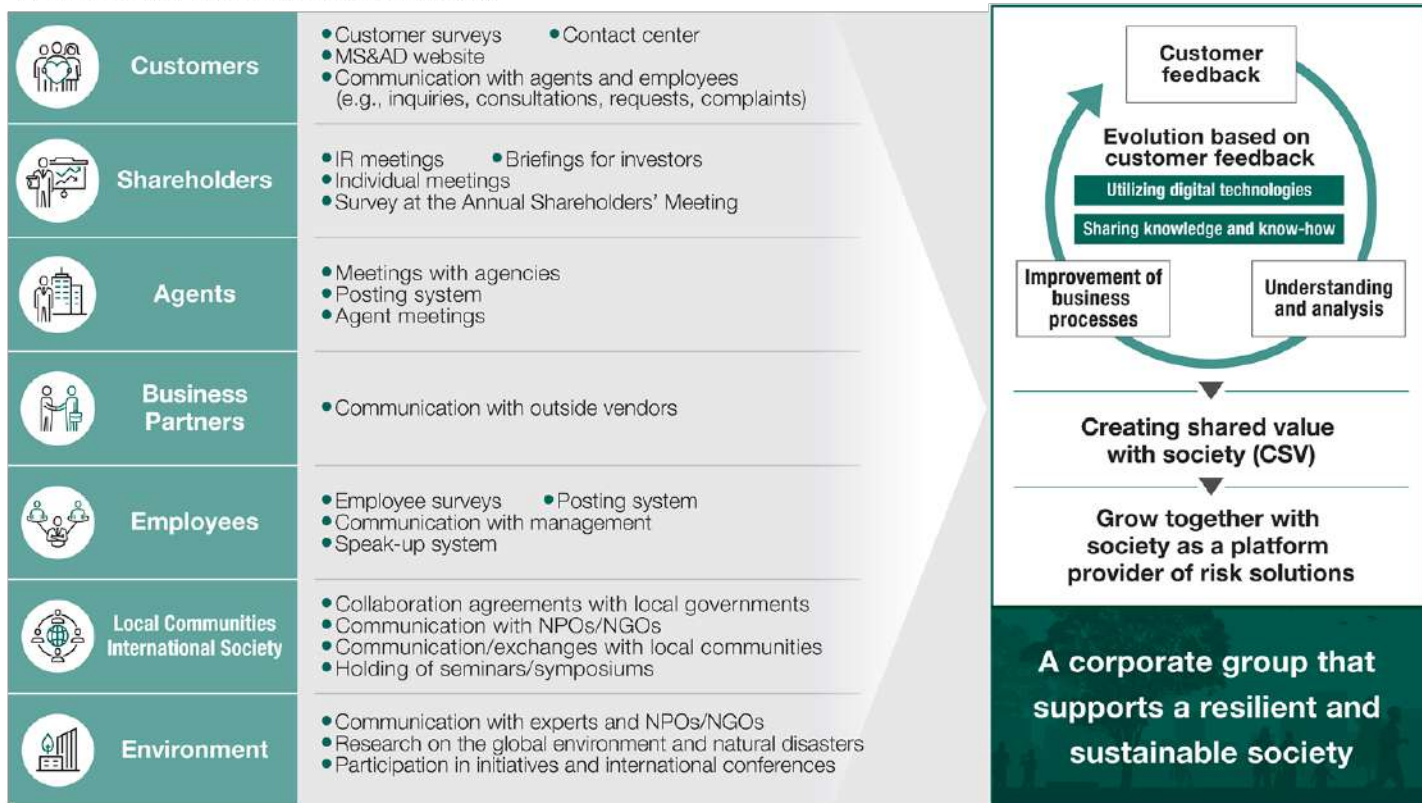 Customers
● Customer surveys ● Contact center
● MS&AD website
● Communication with agents and employees
(e.g., inquiries, consultations, requests, complaints)
Shareholders
● IR meetings ● Briefings for investors
● Individual meetings
● Survey at the Annual Shareholders' Meeting
Agents
● Meetings with agencies
● Posting system
● Agent meetings
Business
Partners
● Communication with outside vendors
Employees
● Employee surveys ● Posting system
● Communication with management
● Speak-up system
Local Communities
International Society
● Collaboration agreements with local governments
● Communication with NPOs/NGOs
● Communication/exchanges with local communities
● Holding of seminars/symposiums
Environment
● Communication with experts and NPOs/NGOs
● Research on the global environment and natural disasters
● Participation in initiatives and international conferences
Customer
feedback
Evolution based on
customer feedback
Utilizing digital technologies
Sharing knowledge and know-how
Improvement of
business
processes
Understanding
and analysis
Creating shared value
with society (CSV)
Grow together with
society as a platform
provider of risk solutions
A corporate group that
supports a resilient and
sustainable society